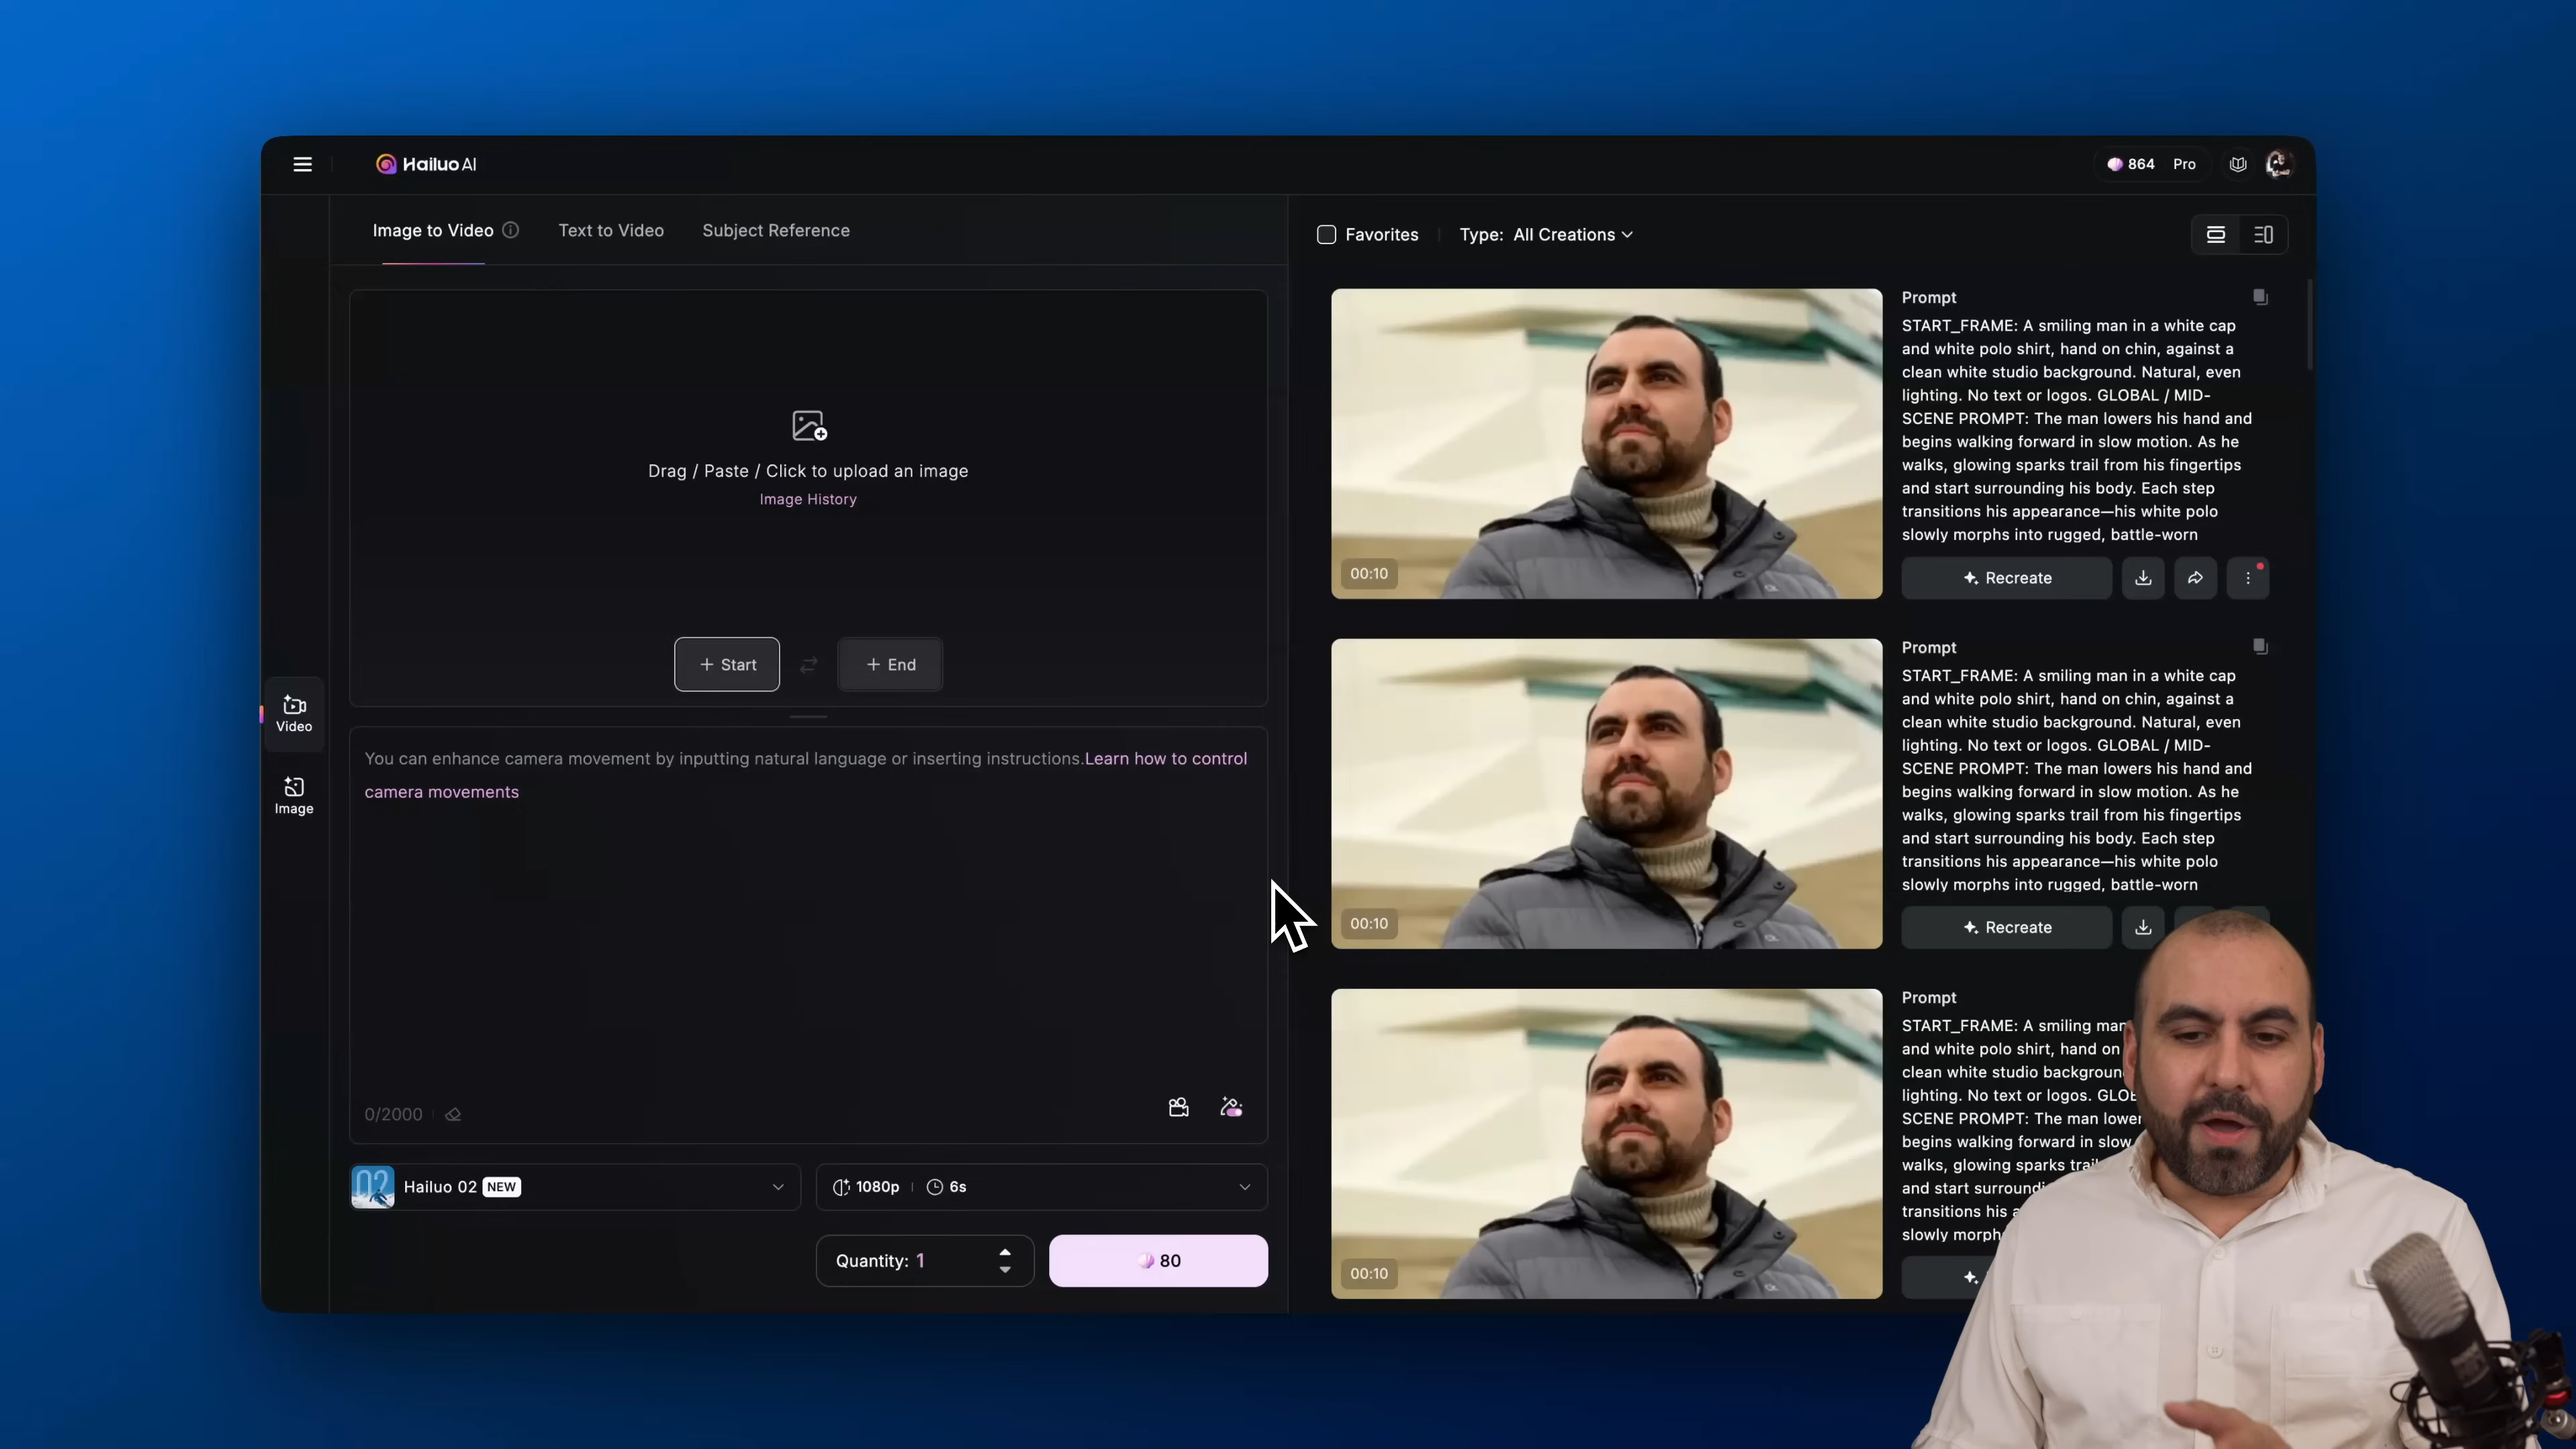 Hailuo AI
864 Pro
Image to Video
Text to Video
Subject Reference
Favorites
Type: All Creations
Drag / Paste / Click to upload an image
Image History
+ Start
+ End
Video
Image
You can enhance camera movement by inputting natural language or inserting instructions.Learn how to control
camera movements
0/2000
02
Hailuo 02 NEW
1080p
6s
Quantity: 1
80
00:10
Prompt
START_FRAME: A smiling man in a white cap
and white polo shirt, hand on chin, against a
clean white studio background. Natural, even
lighting. No text or logos. GLOBAL / MID-
SCENE PROMPT: The man lowers his hand and
begins walking forward in slow motion. As he
walks, glowing sparks trail from his fingertips
and start surrounding his body. Each step
transitions his appearance—his white polo
slowly morphs into rugged, battle-worn
Recreate
00:10
Prompt
START_FRAME: A smiling man in a white cap
and white polo shirt, hand on chin, against a
clean white studio background. Natural, even
lighting. No text or logos. GLOBAL / MID-
SCENE PROMPT: The man lowers his hand and
begins walking forward in slow motion. As he
walks, glowing sparks trail from his fingertips
and start surrounding his body. Each step
transitions his appearance—his white polo
slowly morphs into rugged, battle-worn
Recreate
00:10
Prompt
START_FRAME: A smiling man
and white polo shirt, hand on
clean white studio
lighting. No text or logos.
SCENE PROMPT: The man
begins walking forward in slow
walks, glowing sparks
and start
transitions his
slowly